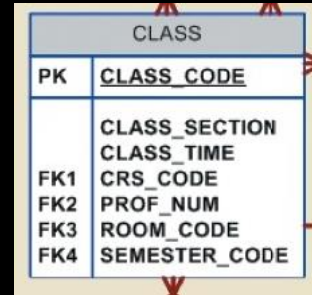 CLASS
PK CLASS_CODE
CLASS_SECTION
CLASS_TIME
FK1 CRS_CODE
FK2 PROF_NUM
FK3 ROOM_CODE
FK4 SEMESTER_CODE